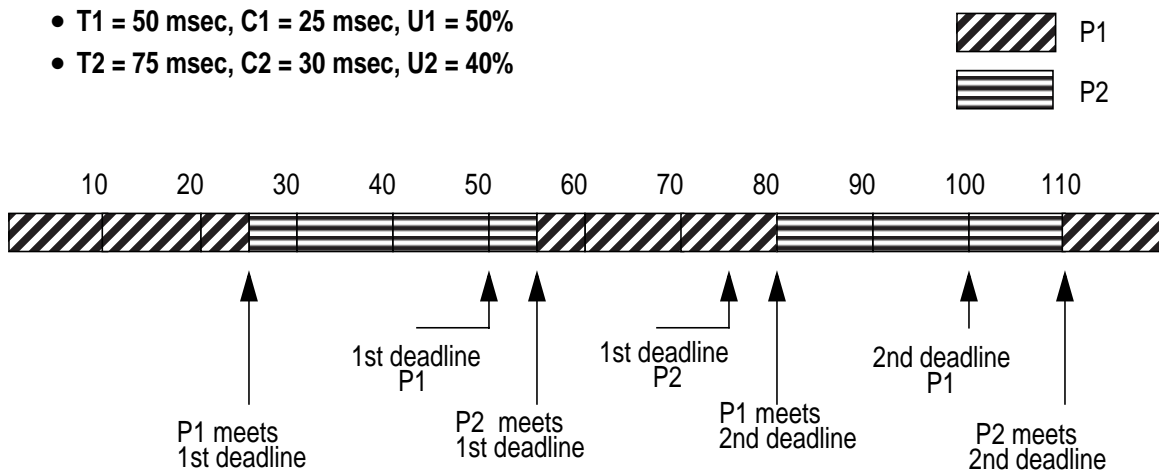 • T1 = 50 msec, C1 = 25 msec, U1 = 50%
• T2 = 75 msec, C2 = 30 msec, U2 = 40%
P1
P2
10 20 30 40 50 60 70 80 90 100 110
1st deadline
P1
1st deadline
P2
2nd deadline
P1
P1 meets
1st deadline
P2 meets
1st deadline
P1 meets
2nd deadline
P2 meets
2nd deadline